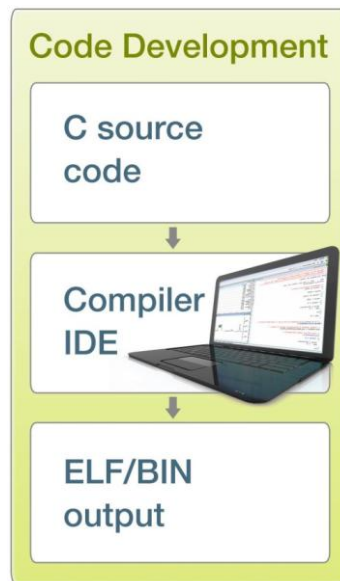 Code Development
C source
code
Compiler
IDE
ELF/BIN
output